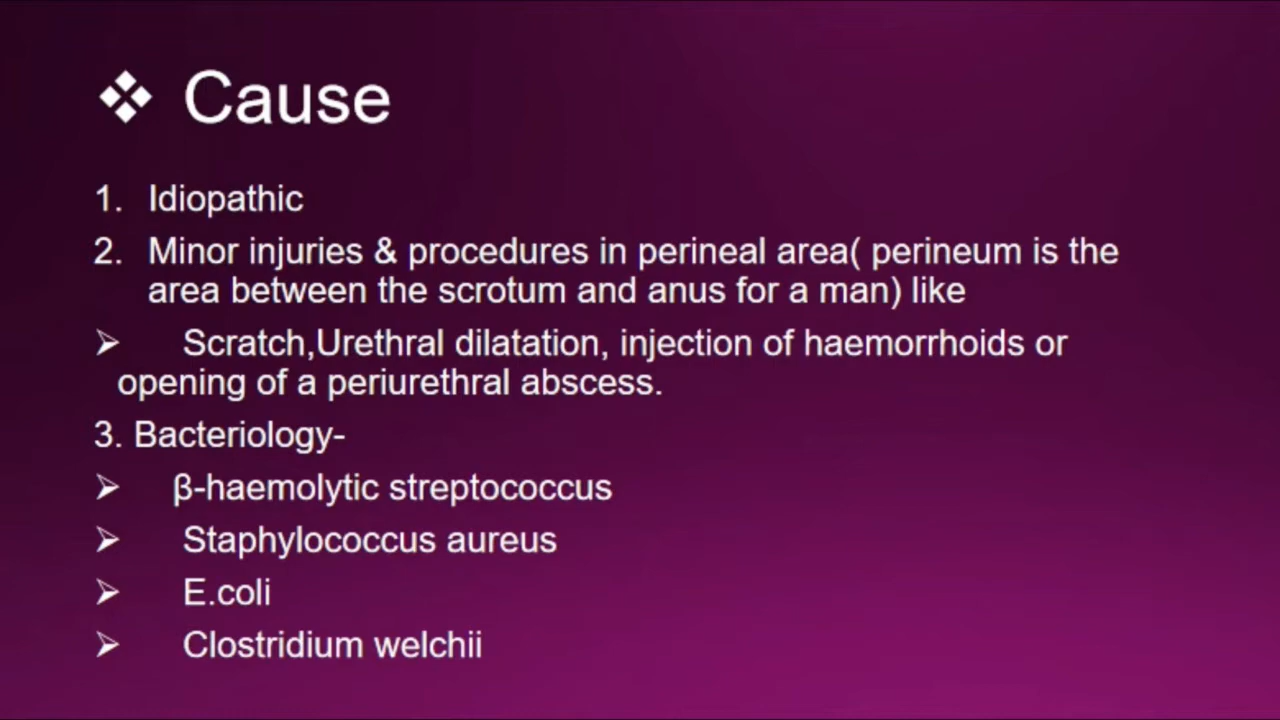 ❖ Cause
1. Idiopathic
2. Minor injuries & procedures in perineal area( perineum is the
area between the scrotum and anus for a man) like
➢ Scratch,Urethral dilatation, injection of haemorrhoids or
opening of a periurethral abscess.
3. Bacteriology-
➢ β-haemolytic streptococcus
➢ Staphylococcus aureus
➢ E.coli
➢ Clostridium welchii